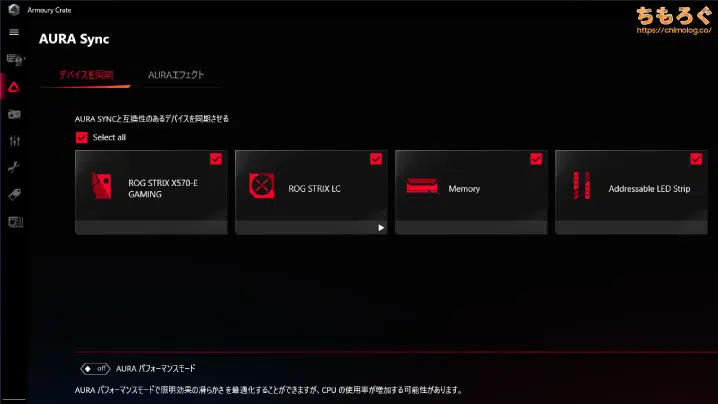 Armoury Crate
ちもろぐ
https://chimolog.co/
AURA Sync
デバイスを同期
AURAエフェクト
AURA SYNCと互換性のあるデバイスを同期させる
Select all
ROG STRIX X570-E
GAMING
ROG STRIX LC
Memory
Addressable LED Strip
off
AURA パフォーマンスモード
AURA パフォーマンスモードで照明効果の滑らかさを最適化することができますが、CPU の使用率が増加する可能性があります。